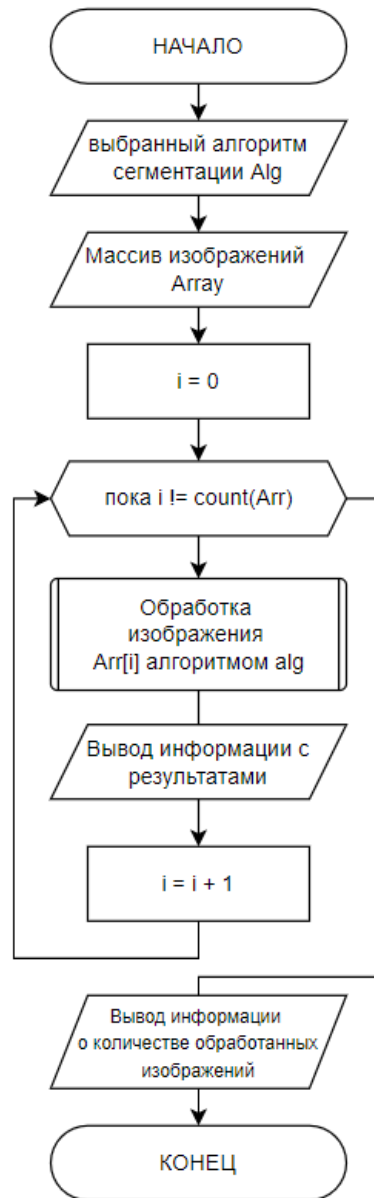 НАЧАЛО
выбранный алгоритм
сегментации Alg
Массив изображений
Array
i = 0
пока i != count(Arr)
Обработка
изображения
Arr[i] алгоритмом alg
Вывод информации с
результатами
i = i + 1
Вывод информации
о количестве обработанных
изображений
КОНЕЦ